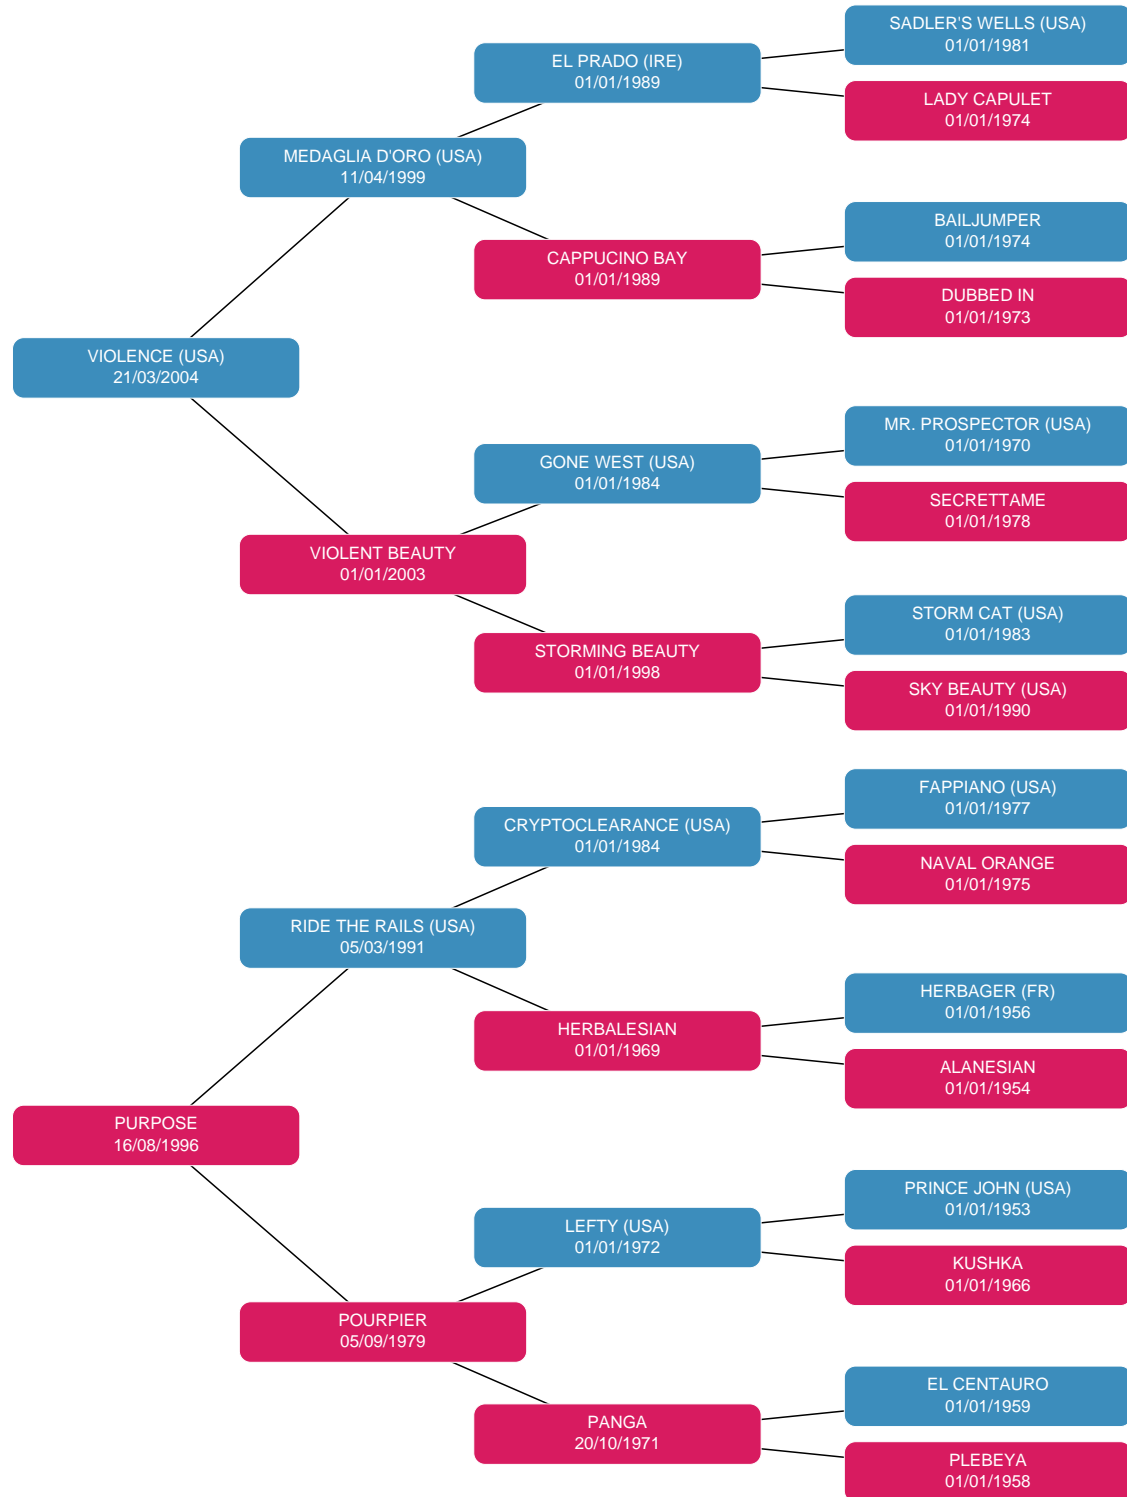 SADLER'S WELLS (USA)
01/01/1981
EL PRADO (IRE)
01/01/1989
LADY CAPULET
01/01/1974
MEDAGLIA D'ORO (USA)
11/04/1999
BAILJUMPER
01/01/1974
CAPPUCINO BAY
01/01/1989
DUBBED IN
01/01/1973
VIOLENCE (USA)
21/03/2004
MR. PROSPECTOR (USA)
01/01/1970
GONE WEST (USA)
01/01/1984
SECRETTAME
01/01/1978
VIOLENT BEAUTY
01/01/2003
STORM CAT (USA)
01/01/1983
STORMING BEAUTY
01/01/1998
SKY BEAUTY (USA)
01/01/1990
FAPPIANO (USA)
01/01/1977
CRYPTOCLEARANCE (USA)
01/01/1984
NAVAL ORANGE
01/01/1975
RIDE THE RAILS (USA)
05/03/1991
HERBAGER (FR)
01/01/1956
HERBALESIAN
01/01/1969
ALANESIAN
01/01/1954
PURPOSE
16/08/1996
PRINCE JOHN (USA)
01/01/1953
LEFTY (USA)
01/01/1972
KUSHKA
01/01/1966
POURPIER
05/09/1979
EL CENTAURO
01/01/1959
PANGA
20/10/1971
PLEBEYA
01/01/1958